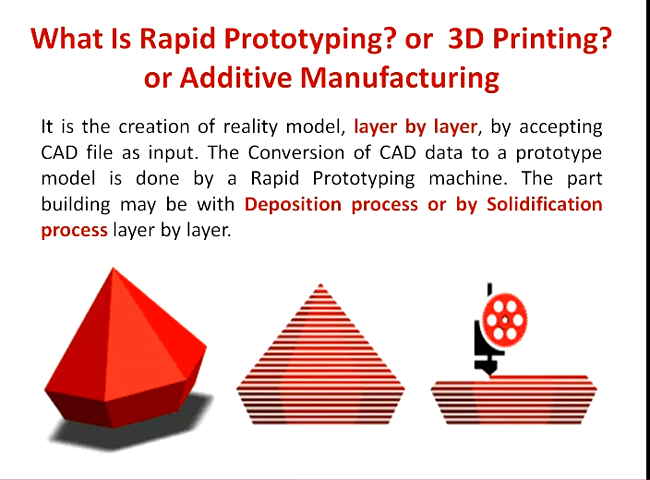 What Is Rapid Prototyping? or 3D Printing?
or Additive Manufacturing
It is the creation of reality model, layer by layer, by accepting
CAD file as input. The Conversion of CAD data to a prototype
model is done by a Rapid Prototyping machine. The part
building may be with Deposition process or by Solidification
process layer by layer.